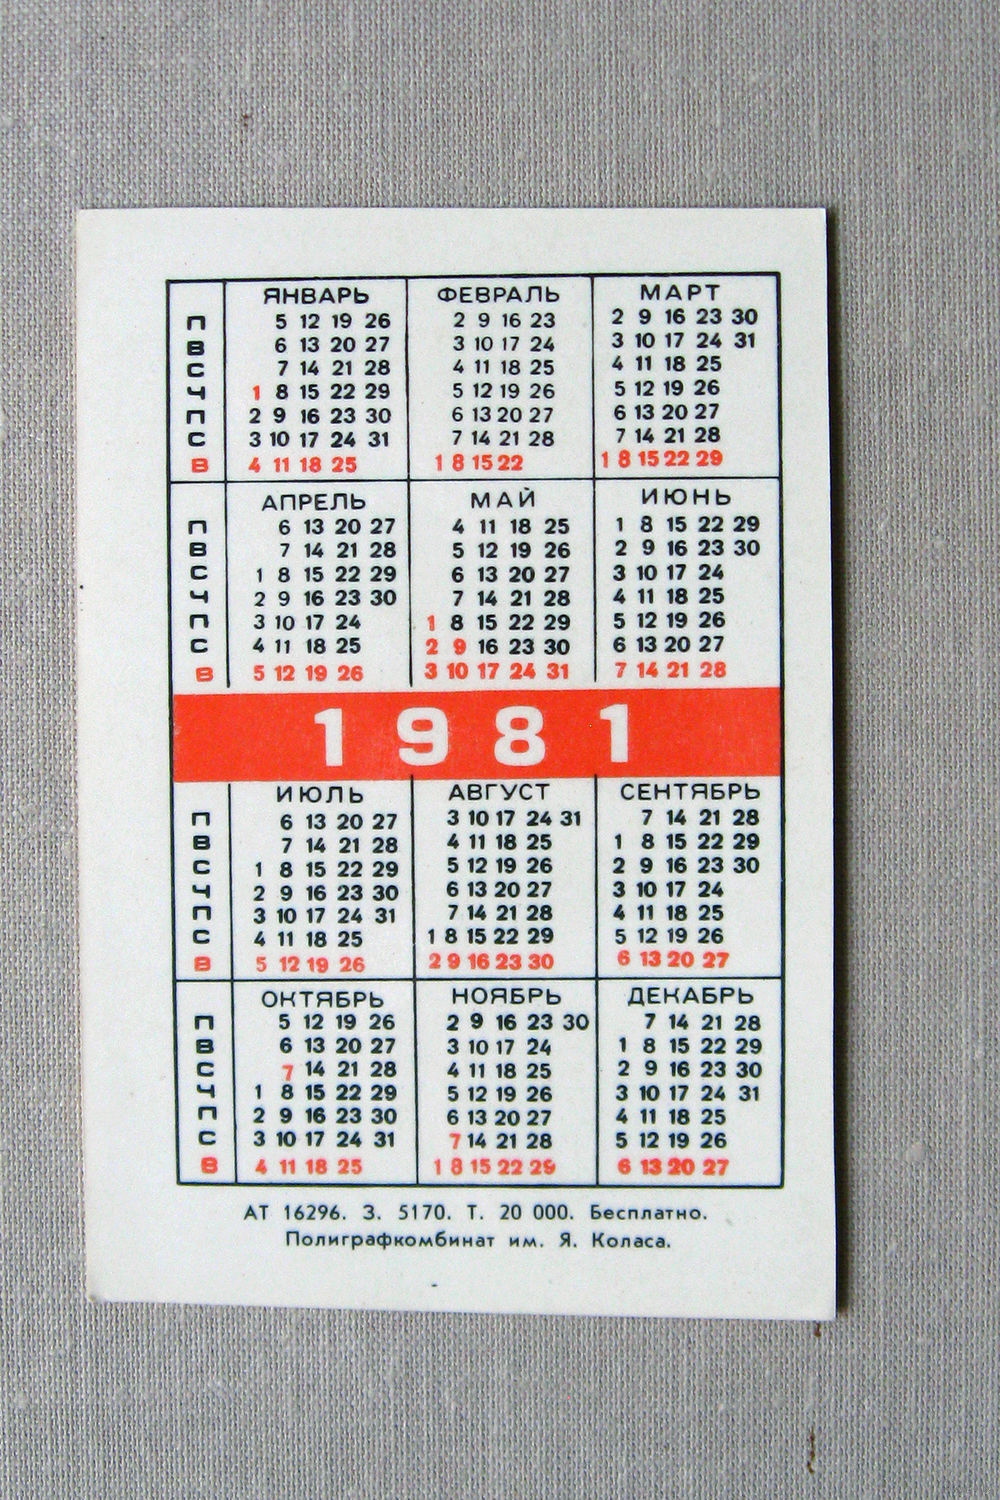 ЯНВАРЬ ФЕВРАЛЬ МАРТ
П 5 12 19 26 2 9 16 23 2 9 16 23 30
В 6 13 20 27 3 10 17 24 3 10 17 24 31
С 7 14 21 28 4 11 18 25 4 11 18 25
Ч 1 8 15 22 29 5 12 19 26 5 12 19 26
П 2 9 16 23 30 6 13 20 27 6 13 20 27
С 3 10 17 24 31 7 14 21 28 7 14 21 28
В 4 11 18 25 1 8 15 22 1 8 15 22 29
АПРЕЛЬ МАЙ ИЮНЬ
П 6 13 20 27 4 11 18 25 1 8 15 22 29
В 7 14 21 28 5 12 19 26 2 9 16 23 30
С 1 8 15 22 29 6 13 20 27 3 10 17 24
Ч 2 9 16 23 30 7 14 21 28 4 11 18 25
П 3 10 17 24 1 8 15 22 29 5 12 19 26
С 4 11 18 25 2 9 16 23 30 6 13 20 27
В 5 12 19 26 3 10 17 24 31 7 14 21 28
1981
ИЮЛЬ АВГУСТ СЕНТЯБРЬ
П 6 13 20 27 3 10 17 24 31 7 14 21 28
В 7 14 21 28 4 11 18 25 1 8 15 22 29
С 1 8 15 22 29 5 12 19 26 2 9 16 23 30
Ч 2 9 16 23 30 6 13 20 27 3 10 17 24
П 3 10 17 24 31 7 14 21 28 4 11 18 25
С 4 11 18 25 1 8 15 22 29 5 12 19 26
В 5 12 19 26 2 9 16 23 30 6 13 20 27
ОКТЯБРЬ НОЯБРЬ ДЕКАБРЬ
П 5 12 19 26 2 9 16 23 30 7 14 21 28
В 6 13 20 27 3 10 17 24 1 8 15 22 29
С 7 14 21 28 4 11 18 25 2 9 16 23 30
Ч 1 8 15 22 29 5 12 19 26 3 10 17 24 31
П 2 9 16 23 30 6 13 20 27 4 11 18 25
С 3 10 17 24 31 7 14 21 28 5 12 19 26
В 4 11 18 25 1 8 15 22 29 6 13 20 27
АТ 16296. З. 5170. Т. 20 000. Бесплатно.
Полиграфкомбинат им. Я. Коласа.